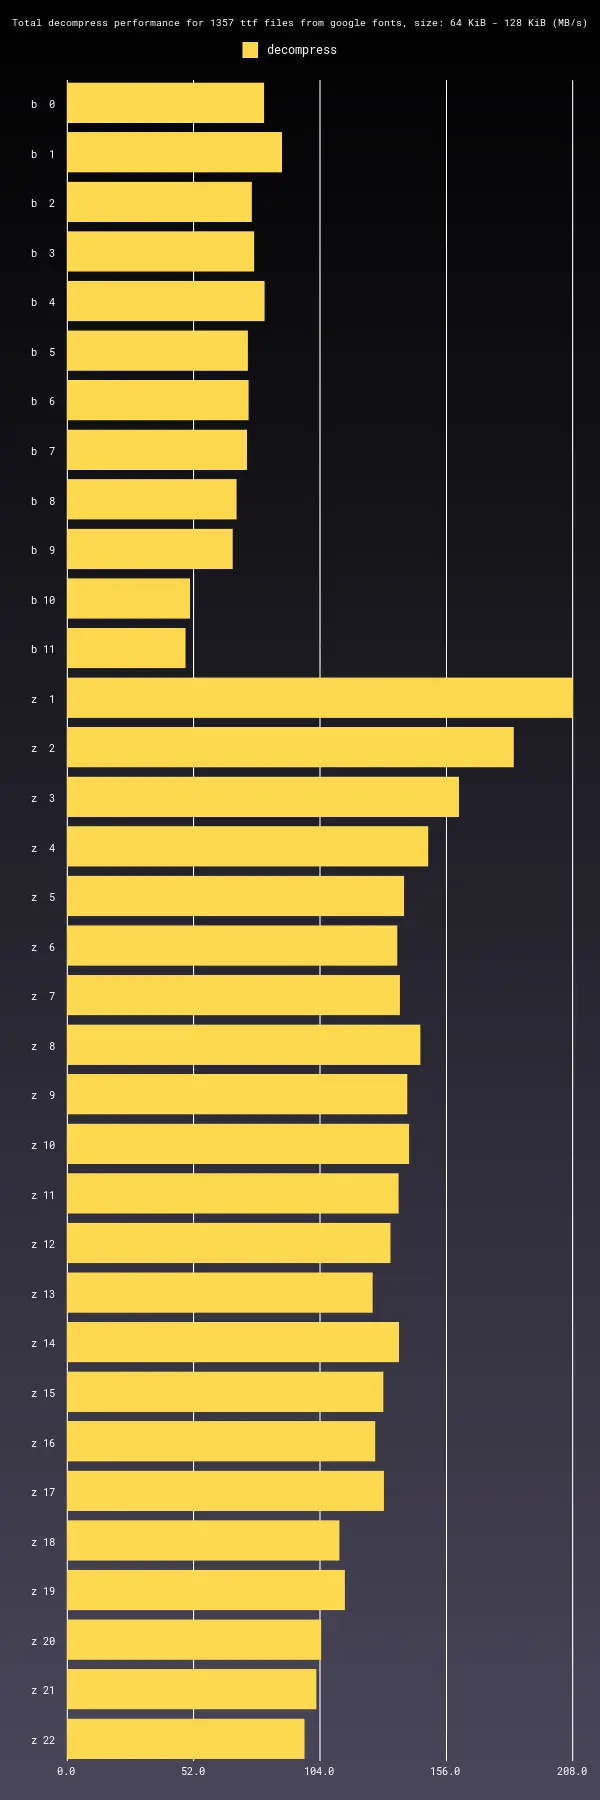 Total decompress performance for 1357 ttf files from google fonts, size: 64 KiB - 128 KiB (MB/s)
decompress
b 0
b 1
b 2
b 3
b 4
b 5
b 6
b 7
b 8
b 9
b 10
b 11
z 1
z 2
z 3
z 4
z 5
z 6
z 7
z 8
z 9
z 10
z 11
z 12
z 13
z 14
z 15
z 16
z 17
z 18
z 19
z 20
z 21
z 22
0.0 52.0 104.0 156.0 208.0